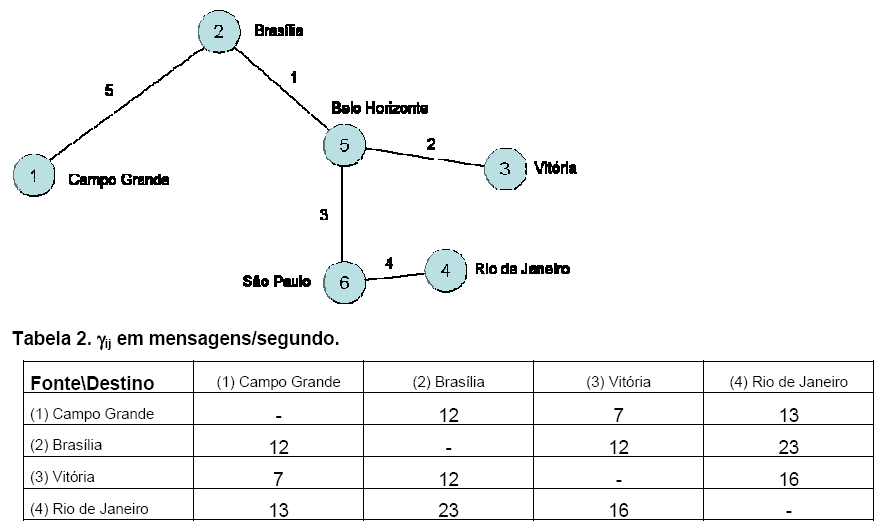 2 Brasília
5 1
Belo Horizonte
5 2
1 Campo Grande 3 Vitória
3
4
São Paulo 6 4 Rio de Janeiro
Tabela 2. γij em mensagens/segundo.
Fonte\Destino (1) Campo Grande (2) Brasília (3) Vitória (4) Rio de Janeiro
(1) Campo Grande - 12 7 13
(2) Brasília 12 - 12 23
(3) Vitória 7 12 - 16
(4) Rio de Janeiro 13 23 16 -